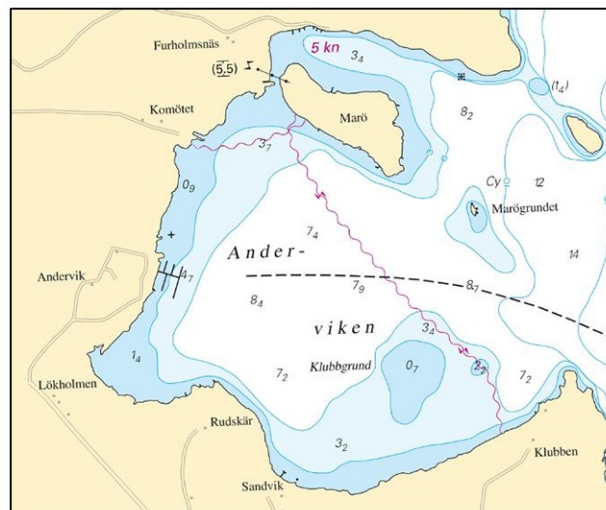 5 kn
Furholmsnäs
3₄
(5.5)
(1₄)
Komötet
8₂
Marö
3₇
0₉
Cy
12
Marögrundet
7₄
Ander-
14
4₇
Andervik
7₉
8₇
8₄
viken
3₄
1₄
Klubbgrund
0₇
2₂
7₂
7₂
Lökholmen
Rudskär
3₂
Klubben
Sandvik